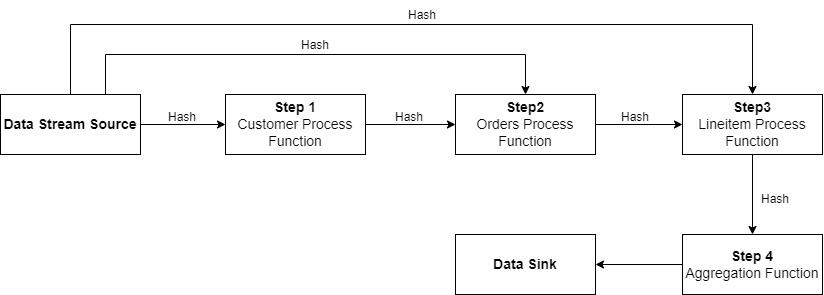 Hash
Hash
Data Stream Source
Hash
Step 1
Customer Process
Function
Hash
Step2
Orders Process
Function
Hash
Step3
Lineitem Process
Function
Hash
Step 4
Aggregation Function
Data Sink